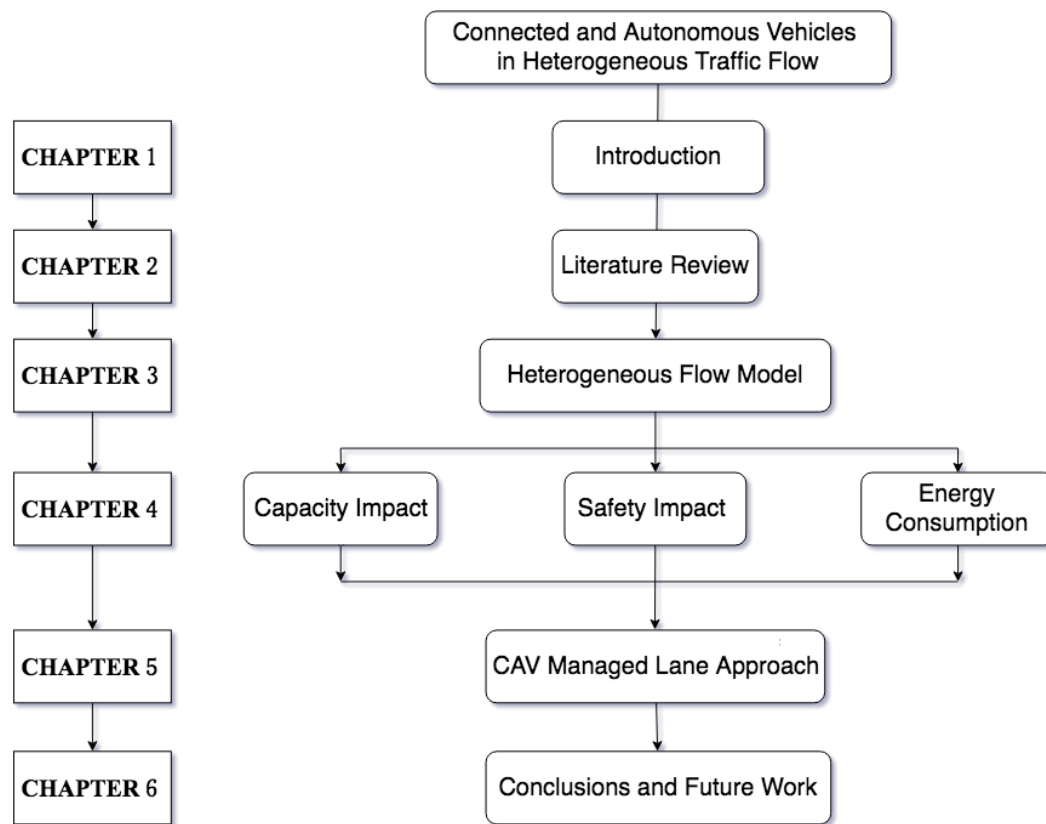 Connected and Autonomous Vehicles
in Heterogeneous Traffic Flow
CHAPTER 1
Introduction
CHAPTER 2
Literature Review
CHAPTER 3
Heterogeneous Flow Model
CHAPTER 4
Capacity Impact
Safety Impact
Energy
Consumption
CHAPTER 5
CAV Managed Lane Approach
CHAPTER 6
Conclusions and Future Work